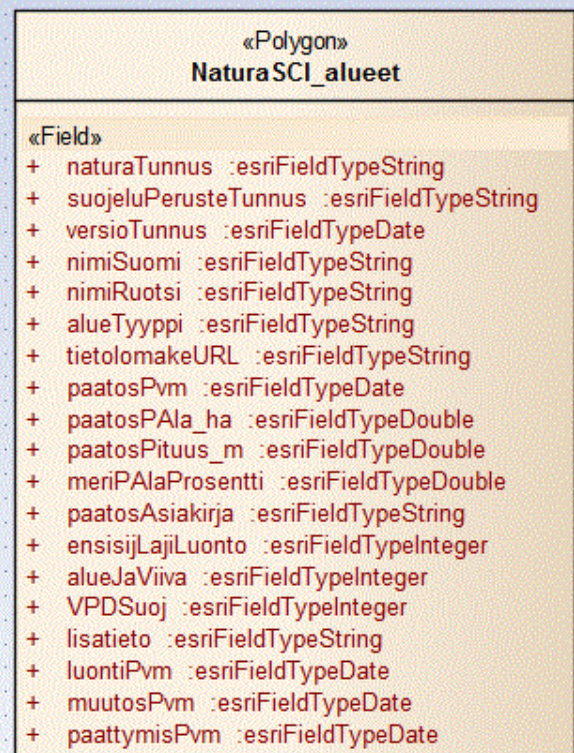 «Polygon»
NaturaSCI_alueet
«Field»
+ naturaTunnus :esriFieldTypeString
+ suojeluPerusteTunnus :esriFieldTypeString
+ versioTunnus :esriFieldTypeDate
+ nimiSuomi :esriFieldTypeString
+ nimiRuotsi :esriFieldTypeString
+ alueTyyppi :esriFieldTypeString
+ tietolomakeURL :esriFieldTypeString
+ paatosPvm :esriFieldTypeDate
+ paatosPAla_ha :esriFieldTypeDouble
+ paatosPituus_m :esriFieldTypeDouble
+ meriPAlaProsentti :esriFieldTypeDouble
+ paatosAsiakirja :esriFieldTypeString
+ ensisijLajiLuonto :esriFieldTypeInteger
+ alueJaViiva :esriFieldTypeInteger
+ VPDSuoj :esriFieldTypeInteger
+ lisatieto :esriFieldTypeString
+ luontiPvm :esriFieldTypeDate
+ muutosPvm :esriFieldTypeDate
+ paattymisPvm :esriFieldTypeDate